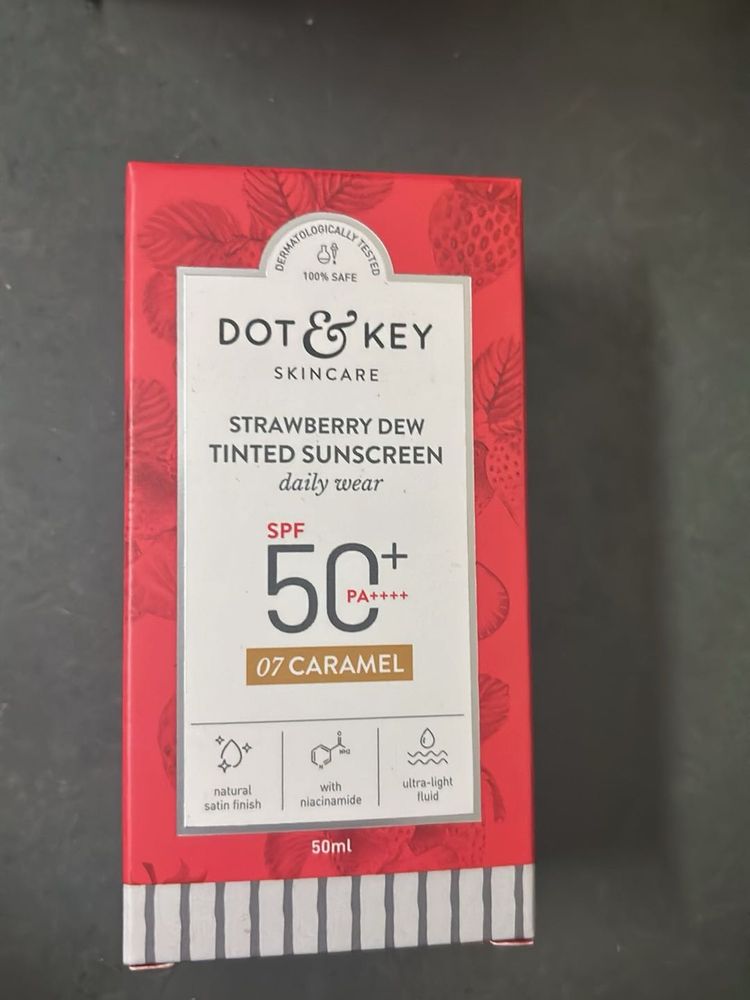 DERMATOLOGICALLY TESTED
100% SAFE
DOT & KEY
SKINCARE
STRAWBERRY DEW
TINTED SUNSCREEN
daily wear
SPF
50+
PA++++
07 CARAMEL
natural
satin finish
with
niacinamide
ultra-light
fluid
O
NH2
N
50ml